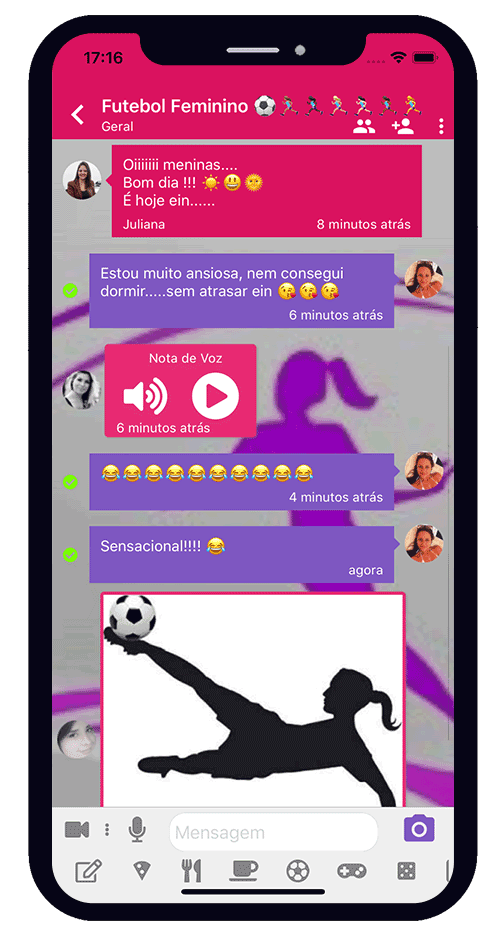 17:16
Futebol Feminino ⚽🏃🏽‍♀️🏃🏿‍♀️🏃🏼‍♀️🏃🏻‍♀️🏃🏾‍♀️🏃🏼‍♀️
Geral
Oiiiiiii meninas....
Bom dia !!! ☀️😃🌞
É hoje ein......
Juliana 8 minutos atrás
Estou muito ansiosa, nem consegui
dormir.....sem atrasar ein 😘😘😘
6 minutos atrás
Nota de Voz
6 minutos atrás
😂😂😂😂😂😂😂😂😂😂
4 minutos atrás
Sensacional!!!! 😂
agora
Mensagem